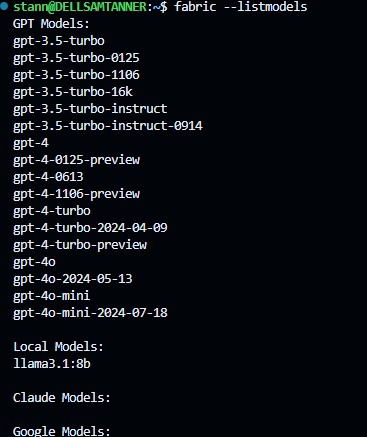 stann@DELLSAMTANNER:~$ fabric --listmodels
GPT Models:
gpt-3.5-turbo
gpt-3.5-turbo-0125
gpt-3.5-turbo-1106
gpt-3.5-turbo-16k
gpt-3.5-turbo-instruct
gpt-3.5-turbo-instruct-0914
gpt-4
gpt-4-0125-preview
gpt-4-0613
gpt-4-1106-preview
gpt-4-turbo
gpt-4-turbo-2024-04-09
gpt-4-turbo-preview
gpt-4o
gpt-4o-2024-05-13
gpt-4o-mini
gpt-4o-mini-2024-07-18
Local Models:
llama3.1:8b
Claude Models:
Google Models: